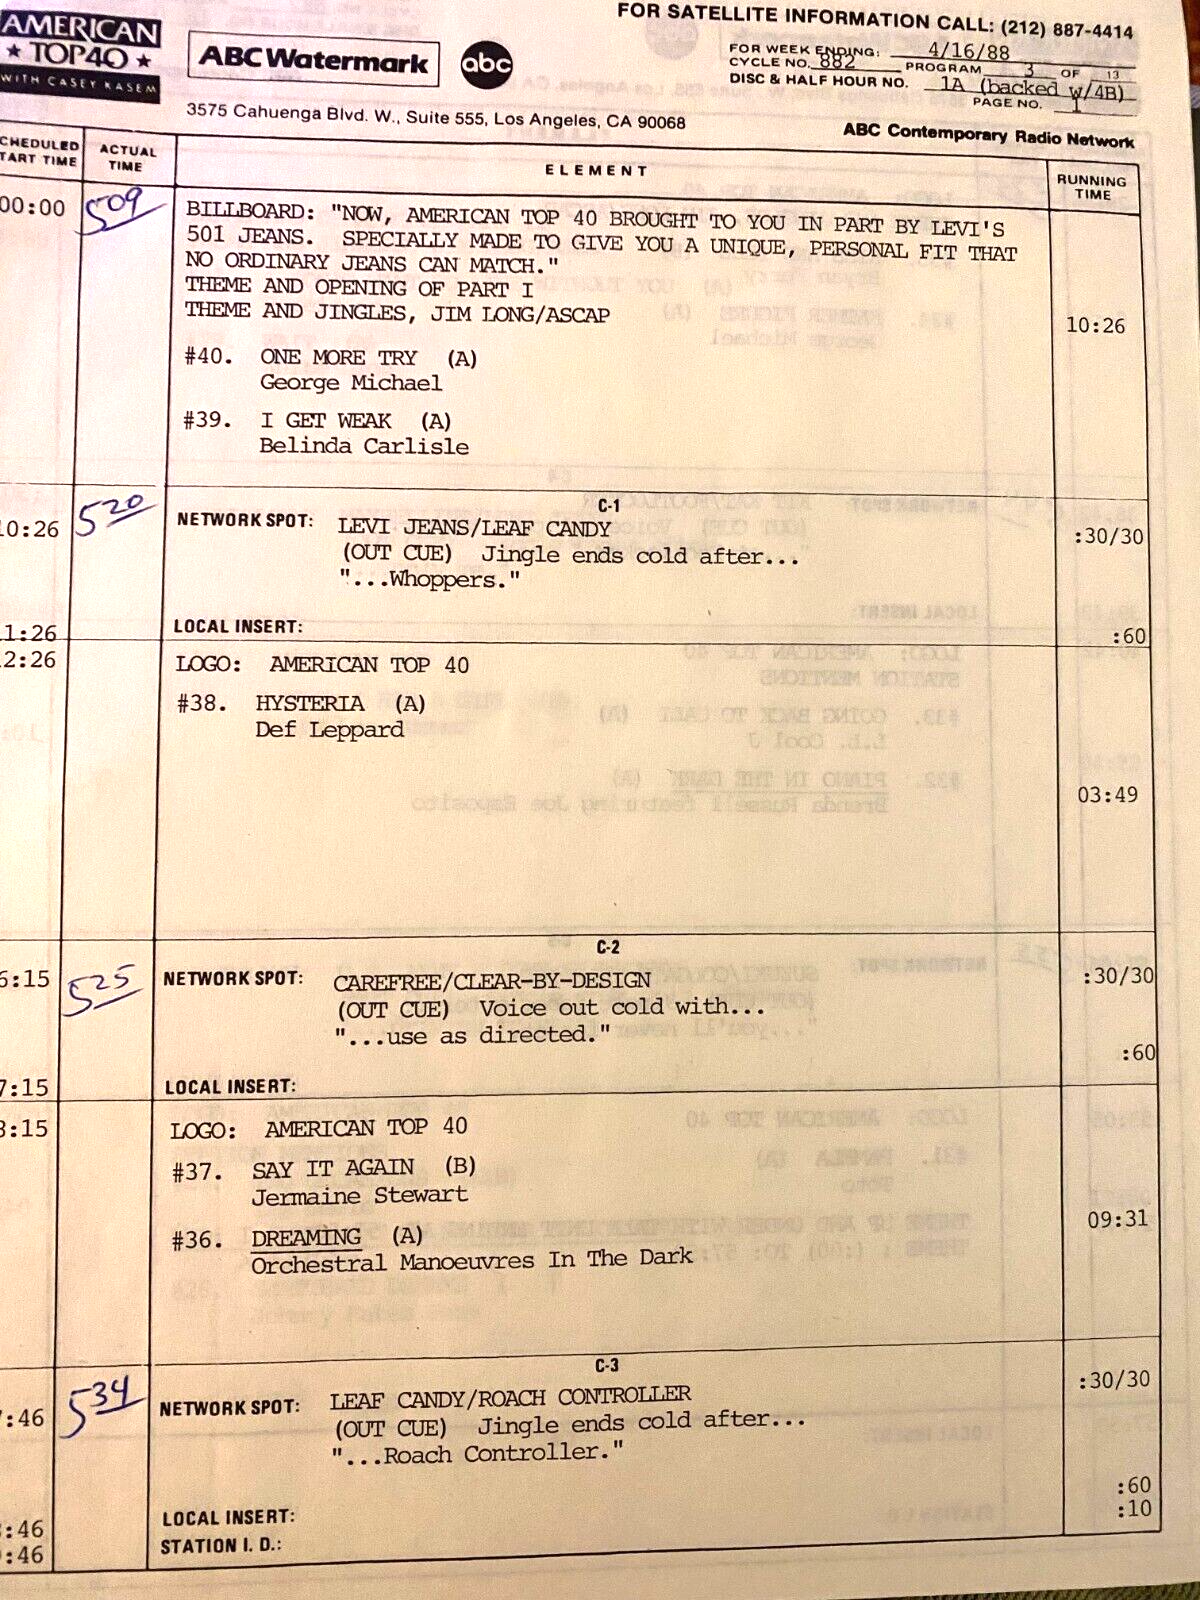 FOR SATELLITE INFORMATION CALL: (212) 887-4414
AMERICAN
★ TOP40 ★
WITH CASEY KASEM
ABC Watermark
abc
3575 Cahuenga Blvd. W., Suite 555, Los Angeles, CA 90068
FOR WEEK ENDING: 4/16/88
CYCLE NO. 882 PROGRAM 3 OF 13
DISC & HALF HOUR NO. 1A (backed w/4B)
PAGE NO. 1
ABC Contemporary Radio Network
CHEDULED
TART TIME
ACTUAL
TIME
ELEMENT
RUNNING
TIME
00:00 509
BILLBOARD: "NOW, AMERICAN TOP 40 BROUGHT TO YOU IN PART BY LEVI'S
501 JEANS. SPECIALLY MADE TO GIVE YOU A UNIQUE, PERSONAL FIT THAT
NO ORDINARY JEANS CAN MATCH."
THEME AND OPENING OF PART I
THEME AND JINGLES, JIM LONG/ASCAP
10:26
#40. ONE MORE TRY (A)
George Michael
#39. I GET WEAK (A)
Belinda Carlisle
C-1
10:26 520 NETWORK SPOT: LEVI JEANS/LEAF CANDY :30/30
(OUT CUE) Jingle ends cold after...
"...Whoppers."
1:26 LOCAL INSERT: :60
2:26 LOGO: AMERICAN TOP 40
#38. HYSTERIA (A)
Def Leppard
03:49
C-2
6:15 525 NETWORK SPOT: CAREFREE/CLEAR-BY-DESIGN :30/30
(OUT CUE) Voice out cold with...
"...use as directed."
:60
7:15 LOCAL INSERT:
8:15 LOGO: AMERICAN TOP 40
#37. SAY IT AGAIN (B)
Jermaine Stewart
09:31
#36. DREAMING (A)
Orchestral Manoeuvres In The Dark
C-3
7:46 534 NETWORK SPOT: LEAF CANDY/ROACH CONTROLLER :30/30
(OUT CUE) Jingle ends cold after...
"...Roach Controller."
:60
:46 LOCAL INSERT: :10
:46 STATION I. D.: